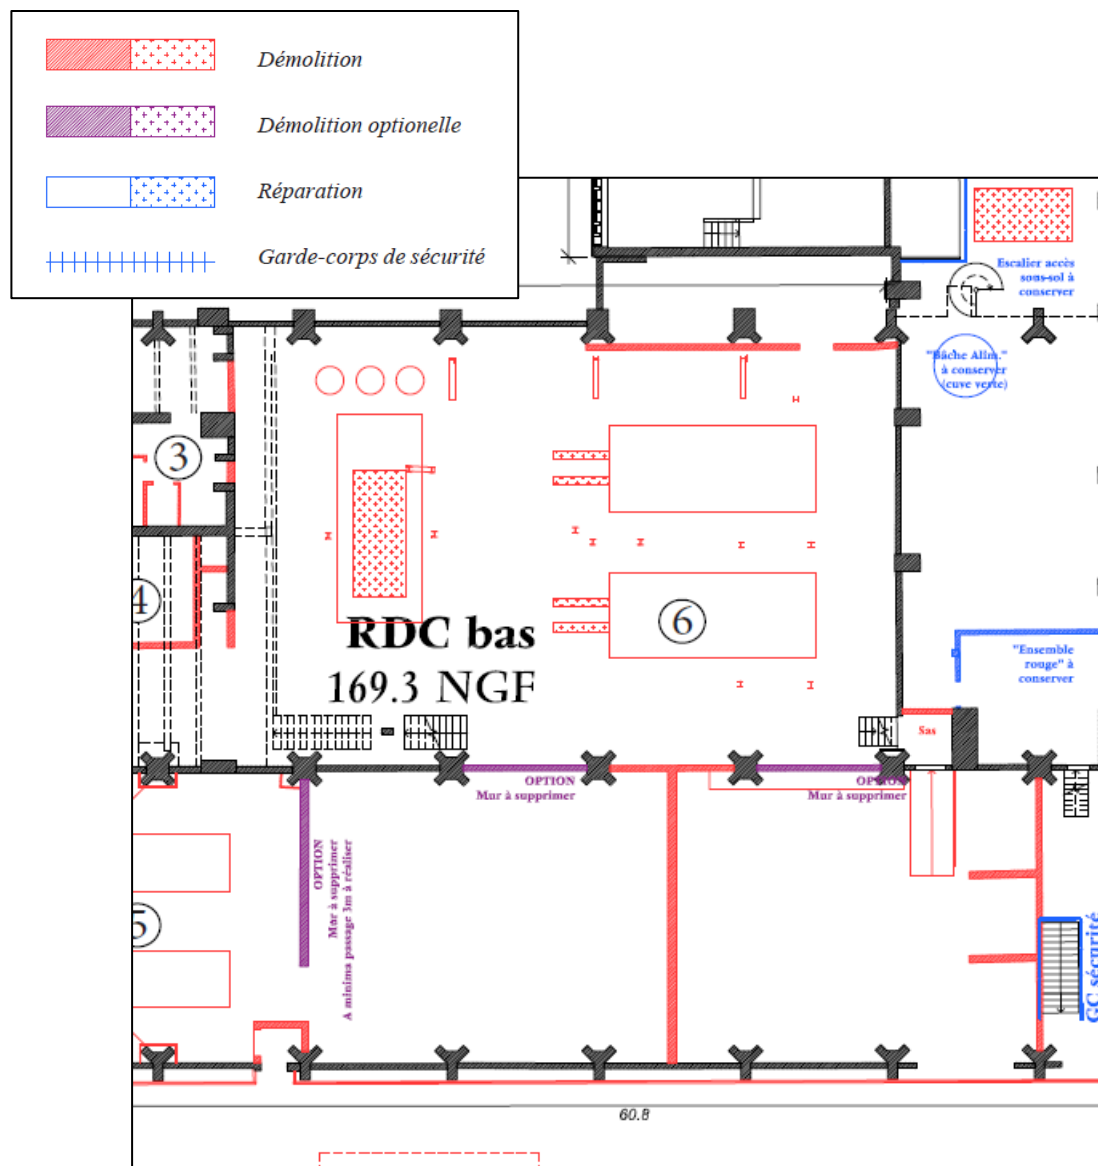 Démolition
Démolition optionelle
Réparation
Garde-corps de sécurité
Escalier accès
sous-sol à
conserver
"Bâche Alim."
à conserver
(cuve verte)
3
4
RDC bas
169.3 NGF
6
"Ensemble
rouge" à
conserver
Sas
OPTION
Mur à supprimer
OPTION
Mur à supprimer
OPTION
Mur à supprimer
A minima passage 3m à réaliser
5
GC sécurité
60.8